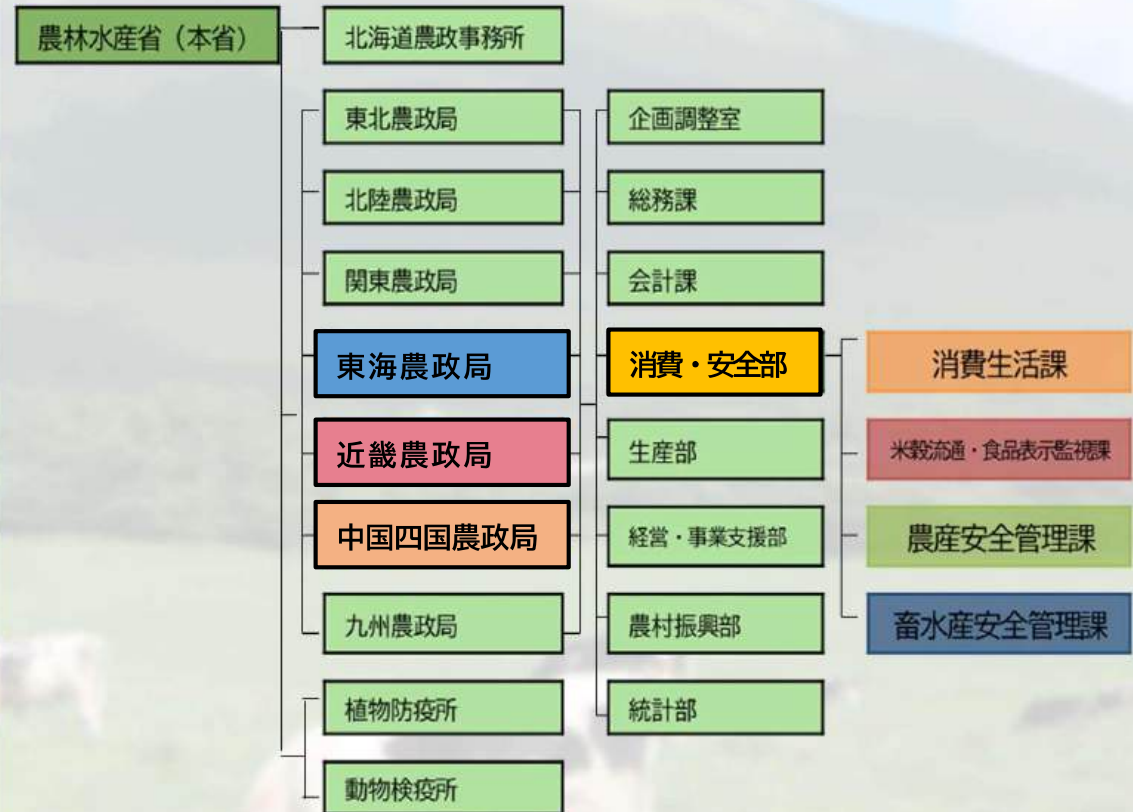 農林水産省（本省）
北海道農政事務所
東北農政局
北陸農政局
関東農政局
東海農政局
近畿農政局
中国四国農政局
九州農政局
植物防疫所
動物検疫所
企画調整室
総務課
会計課
消費・安全部
生産部
経営・事業支援部
農村振興部
統計部
消費生活課
米穀流通・食品表示監視課
農産安全管理課
畜水産安全管理課